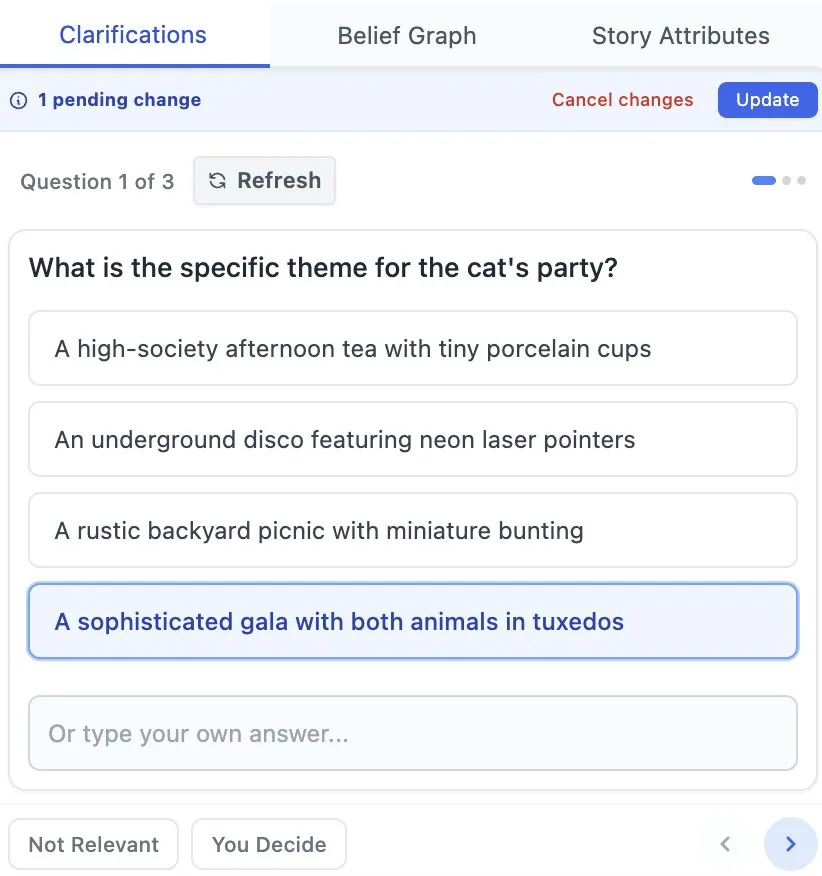 Clarifications
Belief Graph
Story Attributes
1 pending change
Cancel changes
Update
Question 1 of 3
Refresh
What is the specific theme for the cat's party?
A high-society afternoon tea with tiny porcelain cups
An underground disco featuring neon laser pointers
A rustic backyard picnic with miniature bunting
A sophisticated gala with both animals in tuxedos
Or type your own answer...
Not Relevant
You Decide